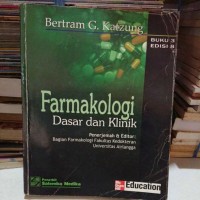 Bertram G. Katzung
BUKU 3
EDISI 8
Farmakologi
Dasar dan Klinik
Penerjemah & Editor:
Bagian Farmakologi Fakultas Kedokteran
Universitas Airlangga
Penerbit
Salemba Medika
Education